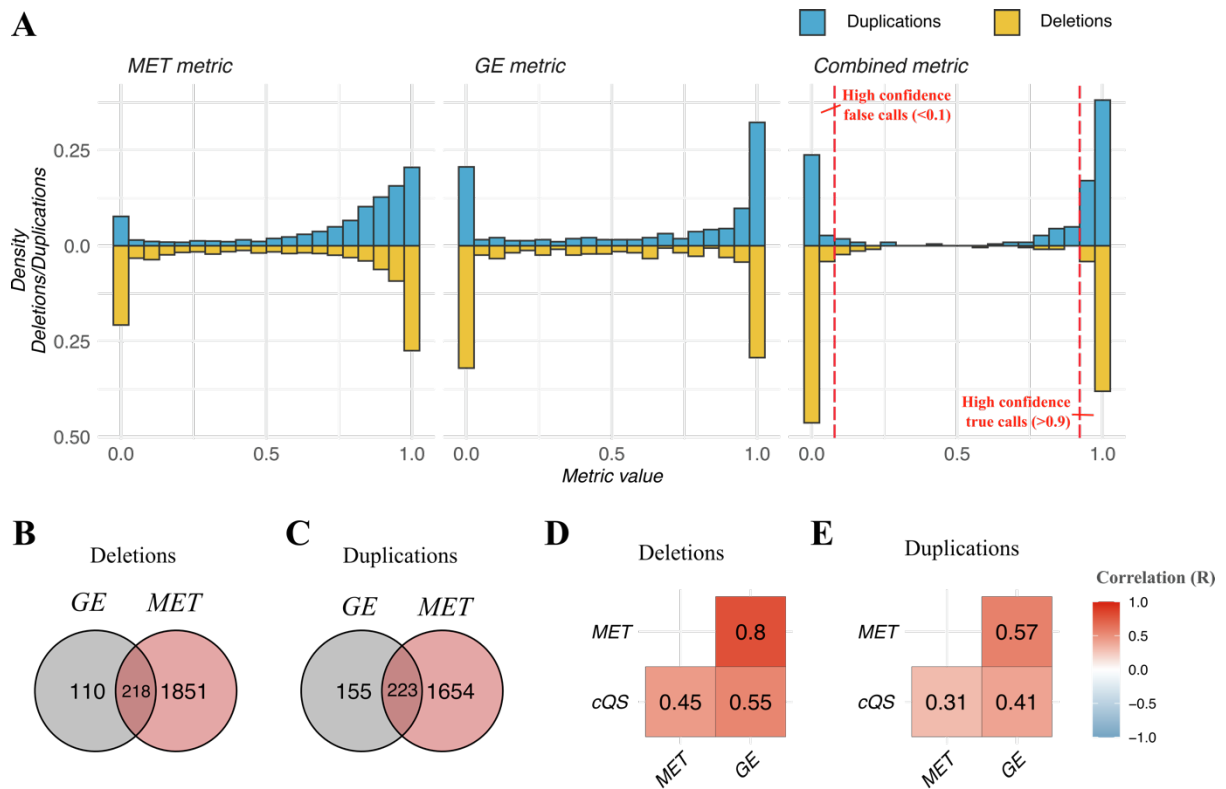 A
Duplications
Deletions
MET metric
GE metric
Combined metric
High confidence
false calls (<0.1)
High confidence
true calls (>0.9)
Density
Deletions/Duplications
0.25
0.0
0.25
0.50
0.0
0.5
1.0
0.0
0.5
1.0
0.0
0.5
1.0
Metric value
B
Deletions
GE
MET
110
218
1851
C
Duplications
GE
MET
155
223
1654
D
Deletions
MET
0.8
cQS
0.45
0.55
MET
GE
E
Duplications
MET
0.57
cQS
0.31
0.41
MET
GE
Correlation (R)
1.0
0.5
0.0
−0.5
−1.0